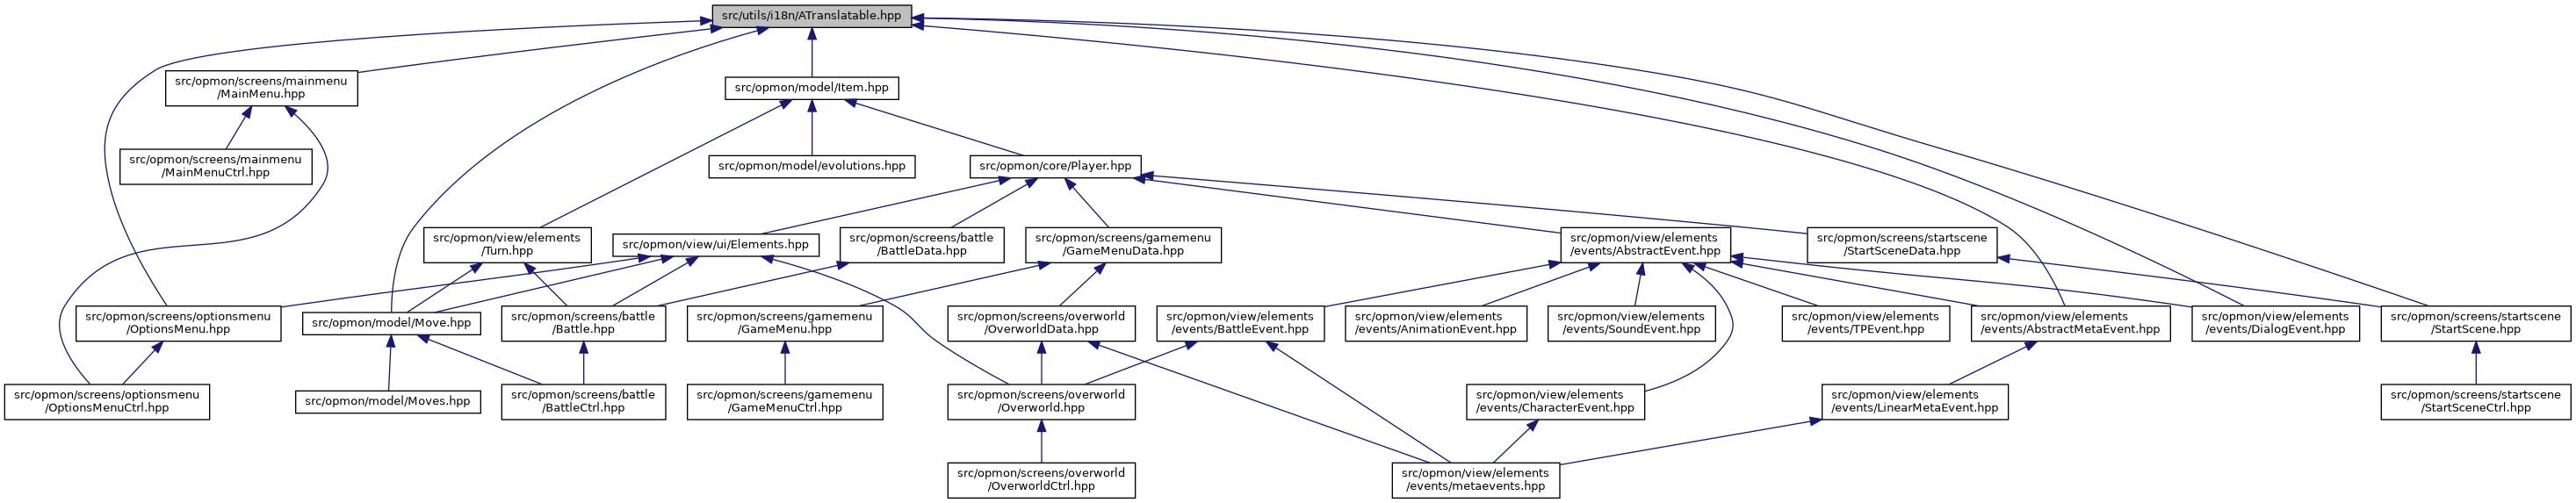 src/utils/i18n/ATranslatable.hpp
src/opmon/screens/mainmenu
/MainMenu.hpp
src/opmon/model/Item.hpp
src/opmon/screens/mainmenu
/MainMenuCtrl.hpp
src/opmon/model/evolutions.hpp
src/opmon/core/Player.hpp
src/opmon/view/elements
/Turn.hpp
src/opmon/view/ui/Elements.hpp
src/opmon/screens/battle
/BattleData.hpp
src/opmon/screens/gamemenu
/GameMenuData.hpp
src/opmon/view/elements
/events/AbstractEvent.hpp
src/opmon/screens/startscene
/StartSceneData.hpp
src/opmon/screens/optionsmenu
/OptionsMenu.hpp
src/opmon/model/Move.hpp
src/opmon/screens/battle
/Battle.hpp
src/opmon/screens/gamemenu
/GameMenu.hpp
src/opmon/screens/overworld
/OverworldData.hpp
src/opmon/view/elements
/events/BattleEvent.hpp
src/opmon/view/elements
/events/AnimationEvent.hpp
src/opmon/view/elements
/events/SoundEvent.hpp
src/opmon/view/elements
/events/TPEvent.hpp
src/opmon/view/elements
/events/AbstractMetaEvent.hpp
src/opmon/view/elements
/events/DialogEvent.hpp
src/opmon/screens/startscene
/StartScene.hpp
src/opmon/screens/optionsmenu
/OptionsMenuCtrl.hpp
src/opmon/model/Moves.hpp
src/opmon/screens/battle
/BattleCtrl.hpp
src/opmon/screens/gamemenu
/GameMenuCtrl.hpp
src/opmon/screens/overworld
/Overworld.hpp
src/opmon/view/elements
/events/CharacterEvent.hpp
src/opmon/view/elements
/events/LinearMetaEvent.hpp
src/opmon/screens/startscene
/StartSceneCtrl.hpp
src/opmon/screens/overworld
/OverworldCtrl.hpp
src/opmon/view/elements
/events/metaevents.hpp